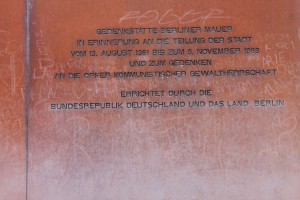 GEDENKSTÄTTE BERLINER MAUER
IN ERINNERUNG AN DIE TEILUNG DER STADT
VOM 13. AUGUST 1961 BIS ZUM 9. NOVEMBER 1989
UND ZUM GEDENKEN
AN DIE OPFER KOMMUNISTISCHER GEWALTHERRSCHAFT
ERRICHTET DURCH DIE
BUNDESREPUBLIK DEUTSCHLAND UND DAS LAND BERLIN